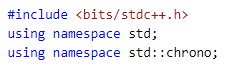 #include <bits/stdc++.h>
using namespace std;
using namespace std::chrono;